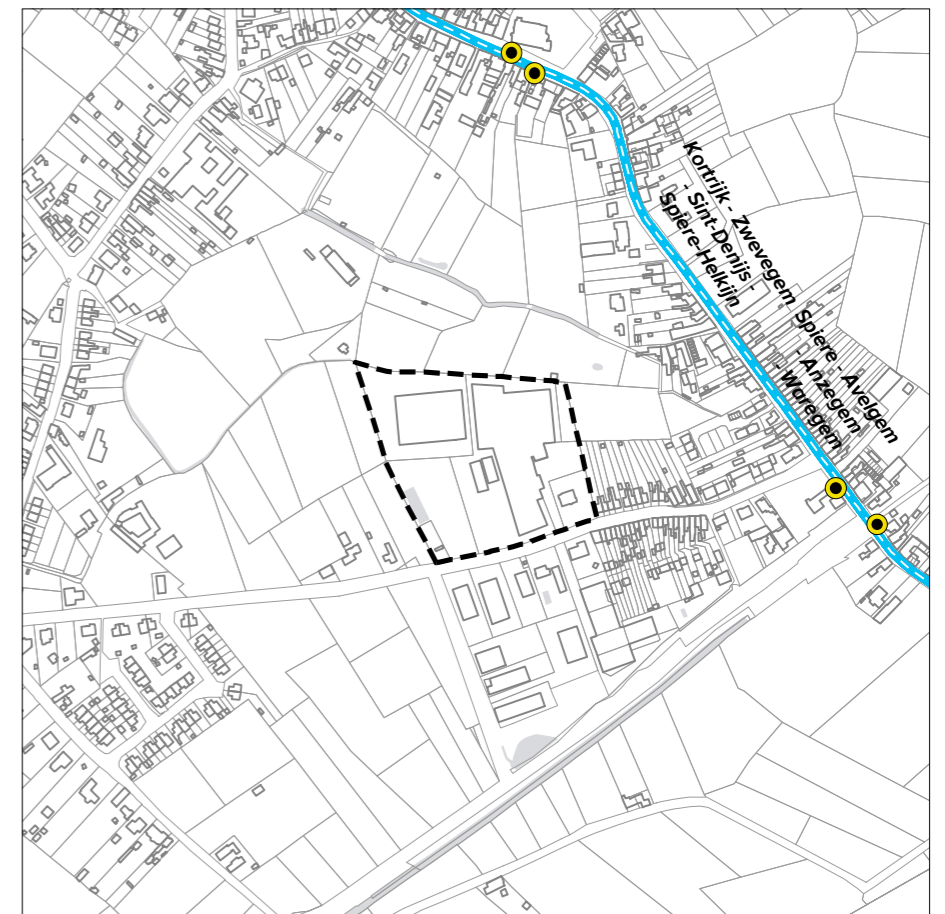 Kortrijk - Zwevegem
- Sint-Denijs -
Spiere-Helkijn
Spiere - Avelgem
- Anzegem
- Waregem